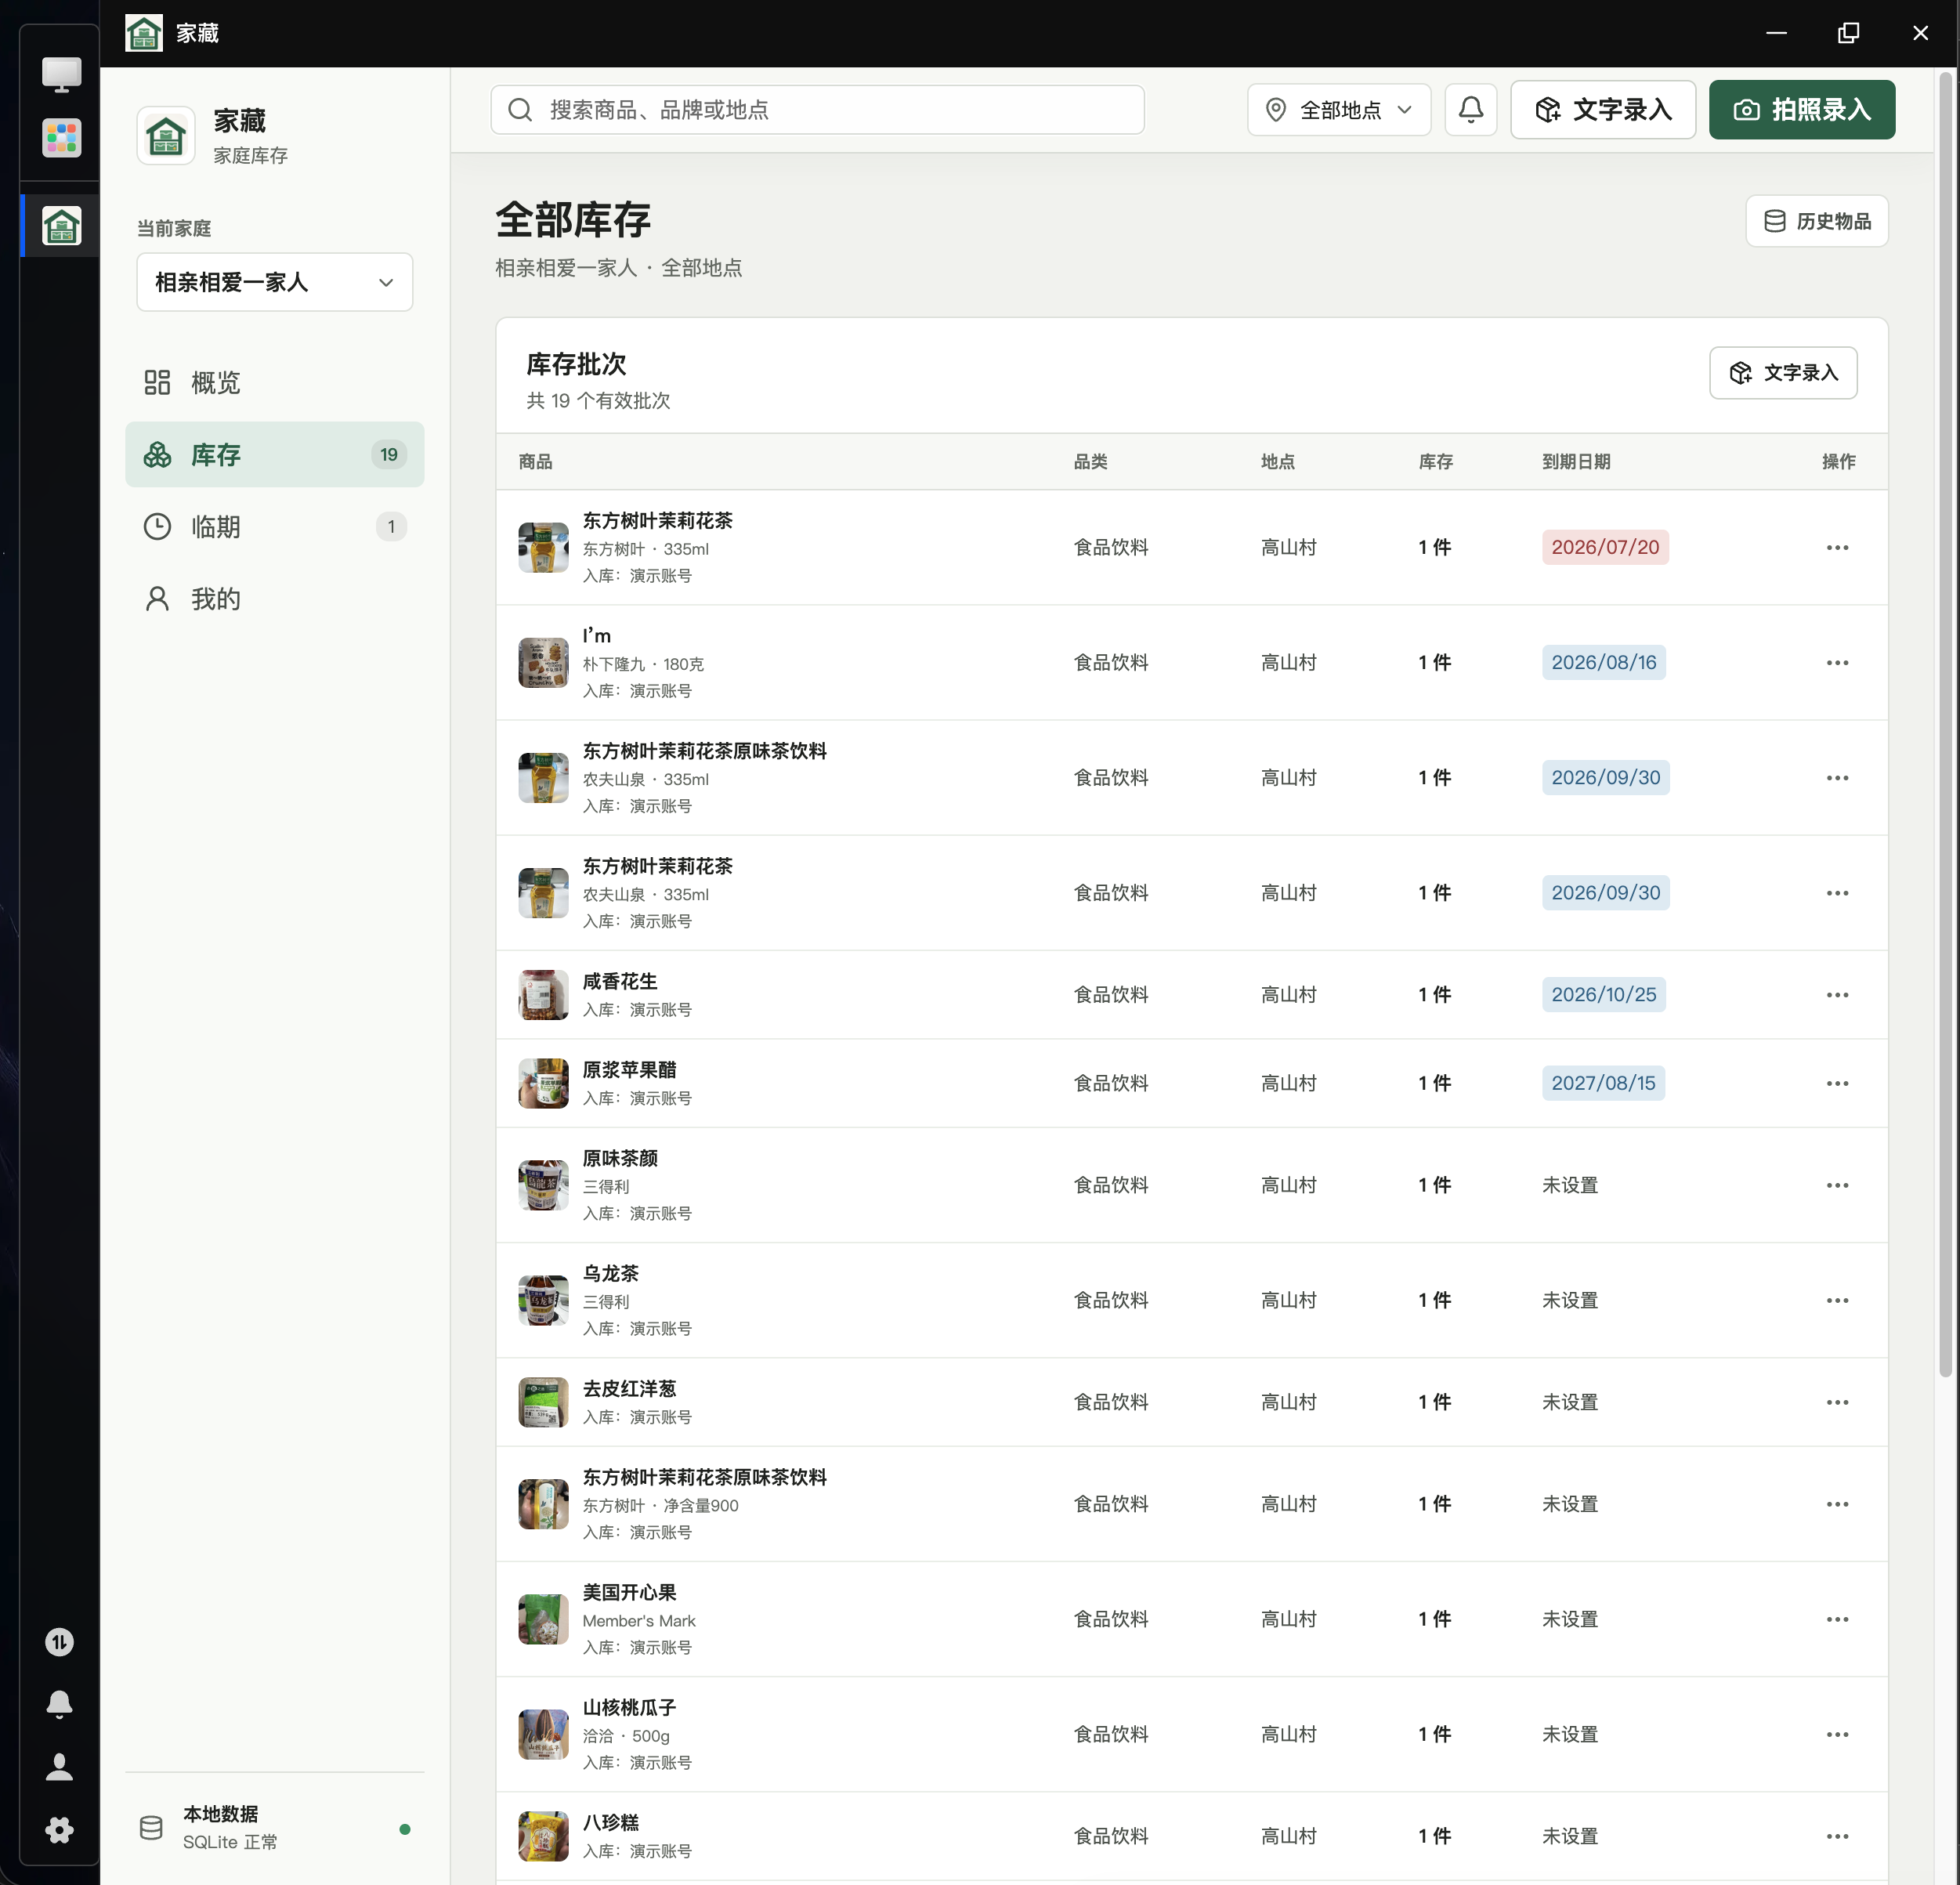 家藏
家藏
家庭库存
当前家庭
相亲相爱一家人
概览
库存 19
临期 1
我的
本地数据
SQLite 正常
搜索商品、品牌或地点
全部地点
文字录入
拍照录入
全部库存
相亲相爱一家人 · 全部地点
历史物品
库存批次
共 19 个有效批次
文字录入
商品 品类 地点 库存 到期日期 操作
东方树叶茉莉花茶
东方树叶 · 335ml
入库：演示账号
食品饮料 高山村 1 件 2026/07/20
I’m
朴下隆九 · 180克
入库：演示账号
食品饮料 高山村 1 件 2026/08/16
东方树叶茉莉花茶原味茶饮料
农夫山泉 · 335ml
入库：演示账号
食品饮料 高山村 1 件 2026/09/30
东方树叶茉莉花茶
农夫山泉 · 335ml
入库：演示账号
食品饮料 高山村 1 件 2026/09/30
咸香花生
入库：演示账号
食品饮料 高山村 1 件 2026/10/25
原浆苹果醋
入库：演示账号
食品饮料 高山村 1 件 2027/08/15
原味茶颜
三得利
入库：演示账号
食品饮料 高山村 1 件 未设置
乌龙茶
三得利
入库：演示账号
食品饮料 高山村 1 件 未设置
去皮红洋葱
入库：演示账号
食品饮料 高山村 1 件 未设置
东方树叶茉莉花茶原味茶饮料
东方树叶 · 净含量900
入库：演示账号
食品饮料 高山村 1 件 未设置
美国开心果
Member's Mark
入库：演示账号
食品饮料 高山村 1 件 未设置
山核桃瓜子
洽洽 · 500g
入库：演示账号
食品饮料 高山村 1 件 未设置
八珍糕
入库：演示账号
食品饮料 高山村 1 件 未设置